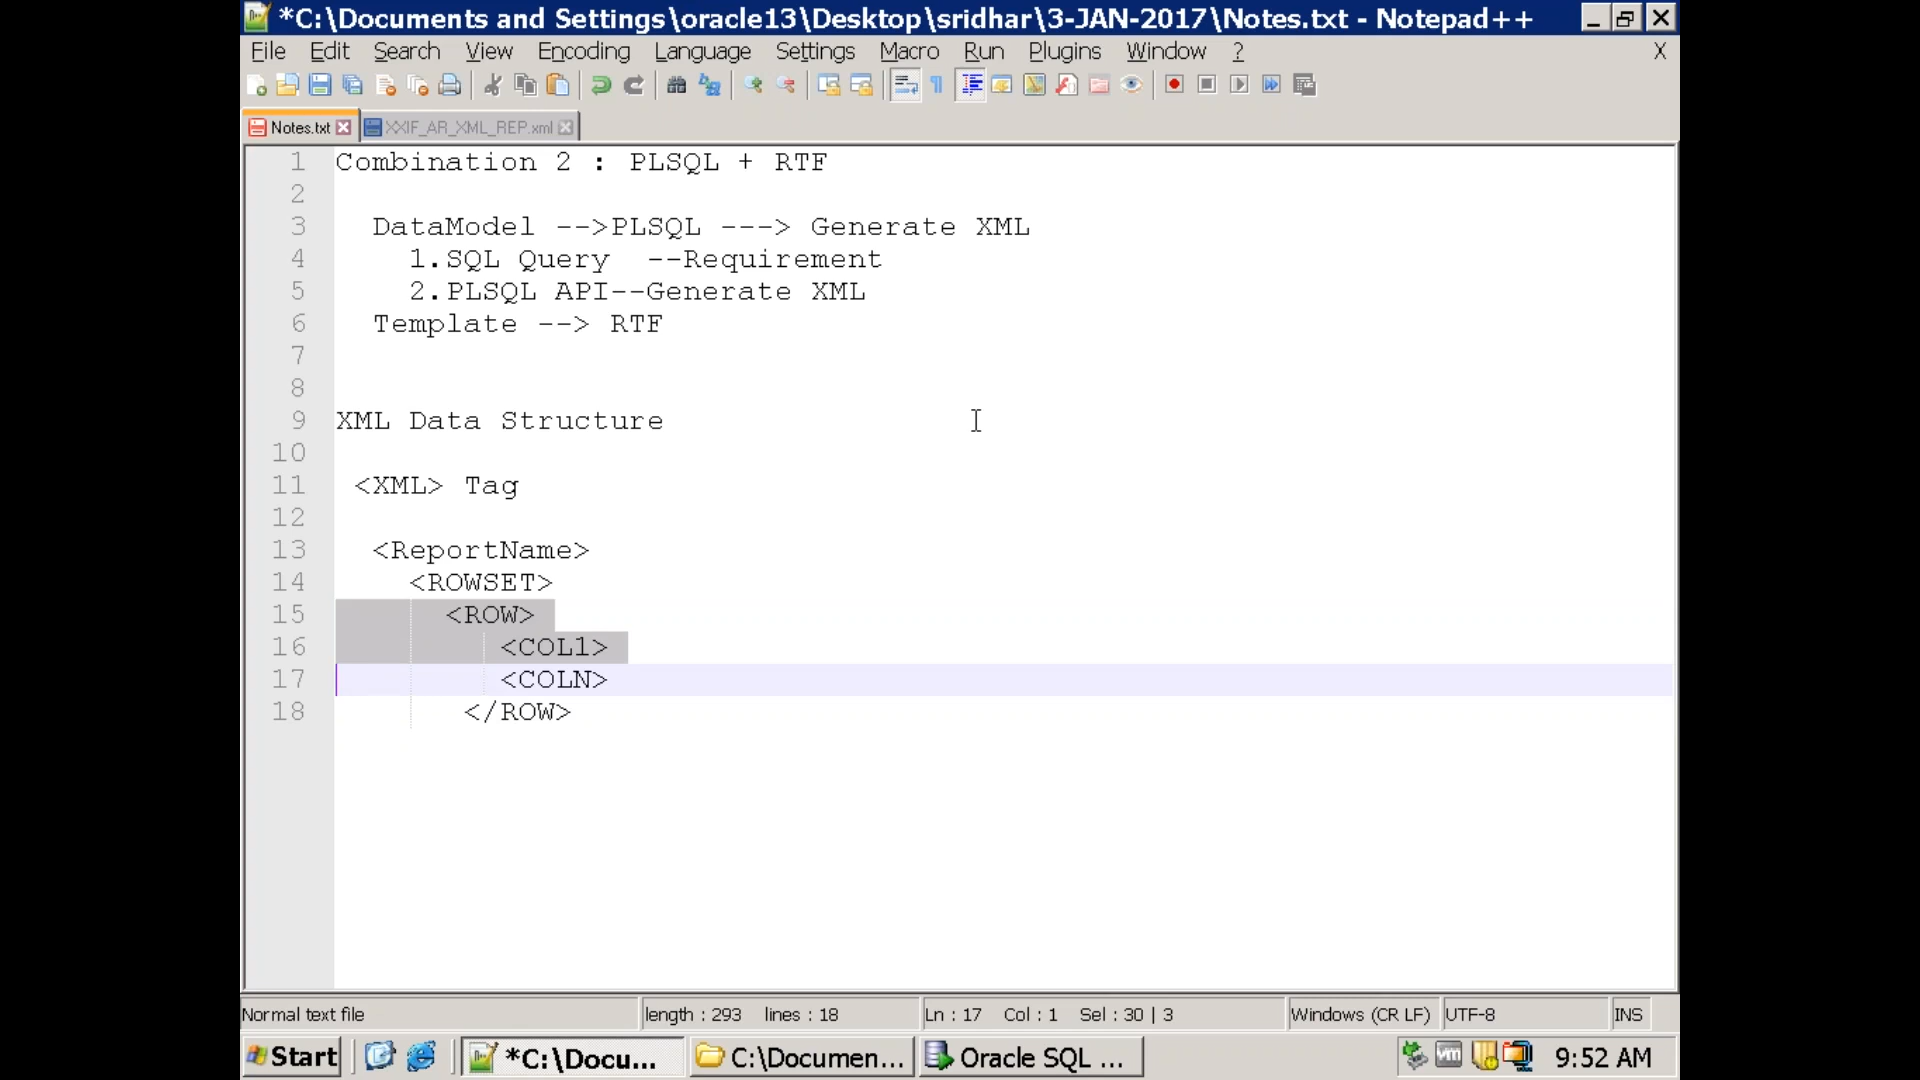 *C:\Documents and Settings\oracle13\Desktop\sridhar\3-JAN-2017\Notes.txt - Notepad++
File Edit Search View Encoding Language Settings Macro Run Plugins Window ? X
Notes.txt XXIF_AR_XML_REP.xml
1 Combination 2 : PLSQL + RTF
2
3 DataModel -->PLSQL ---> Generate XML
4 1.SQL Query --Requirement
5 2.PLSQL API--Generate XML
6 Template --> RTF
7
8
9 XML Data Structure
10
11 <XML> Tag
12
13 <ReportName>
14 <ROWSET>
15 <ROW>
16 <COL1>
17 <COLN>
18 </ROW>
Normal text file length : 293 lines : 18 Ln : 17 Col : 1 Sel : 30 | 3 Windows (CR LF) UTF-8 INS
Start *C:\Docu... C:\Documen... Oracle SQL ... 9:52 AM